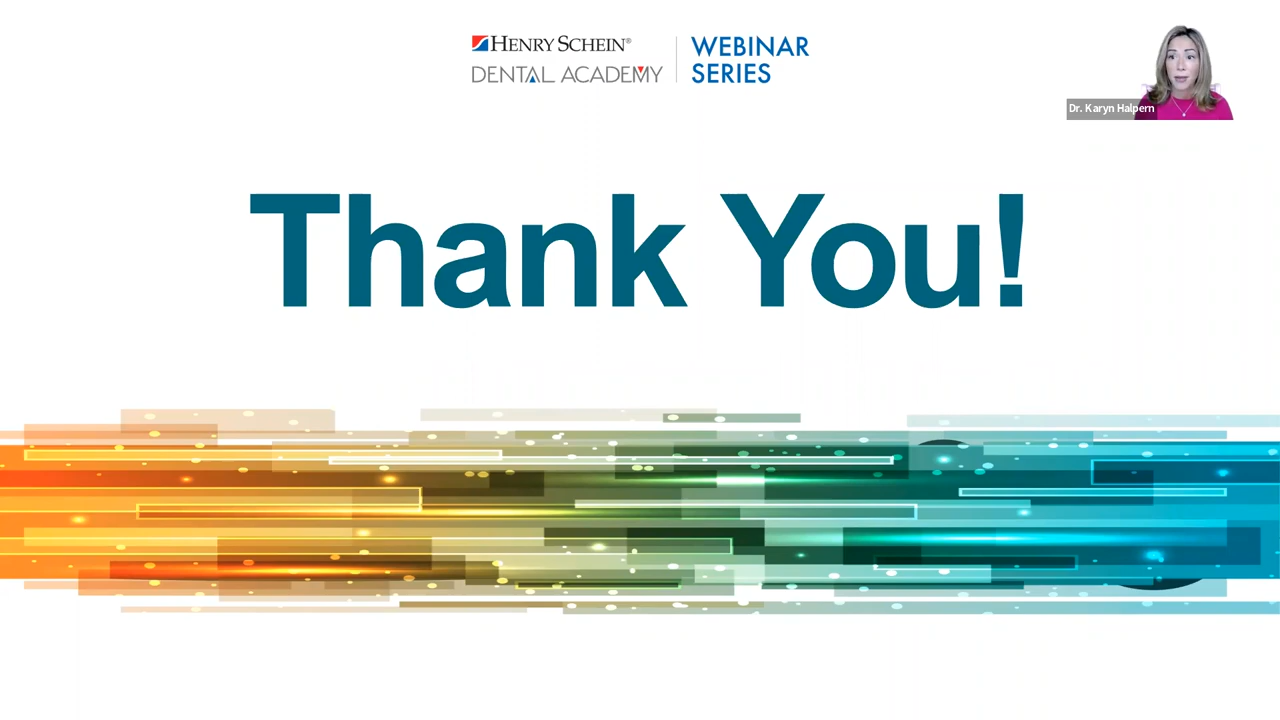 HENRY SCHEIN®
DENTAL ACADEMY
WEBINAR
SERIES
Dr. Karyn Halpern
Thank You!